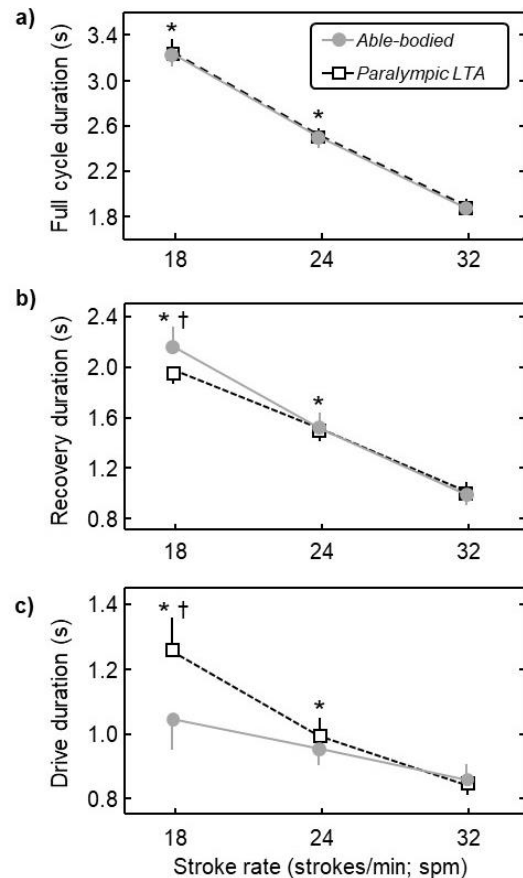 a)
Full cycle duration (s)
3.4
3.0
2.6
2.2
1.8
*
*
Able-bodied
Paralympic LTA
18 24 32
b)
Recovery duration (s)
2.4
2.0
1.6
1.2
0.8
* †
*
18 24 32
c)
Drive duration (s)
1.4
1.2
1.0
0.8
* †
*
18 24 32
Stroke rate (strokes/min; spm)